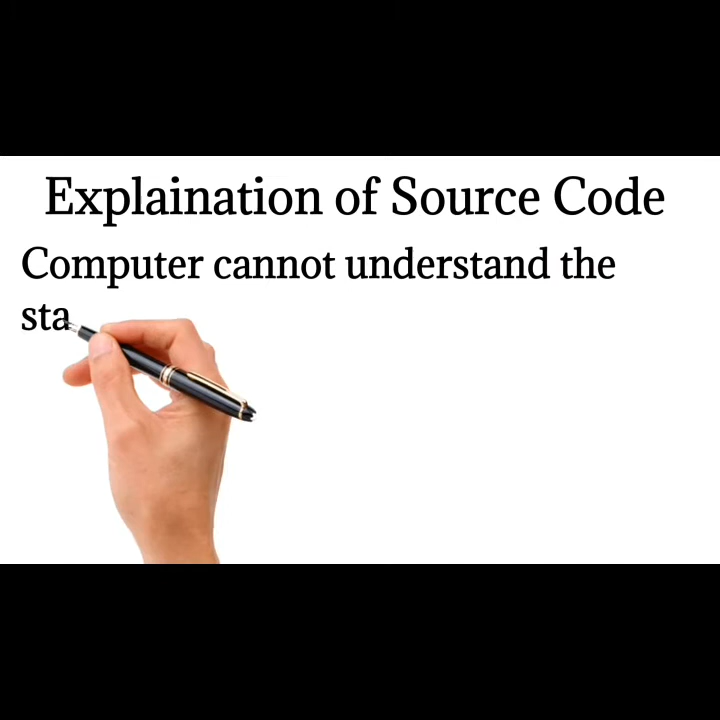 Explaination of Source Code
Computer cannot understand the
sta